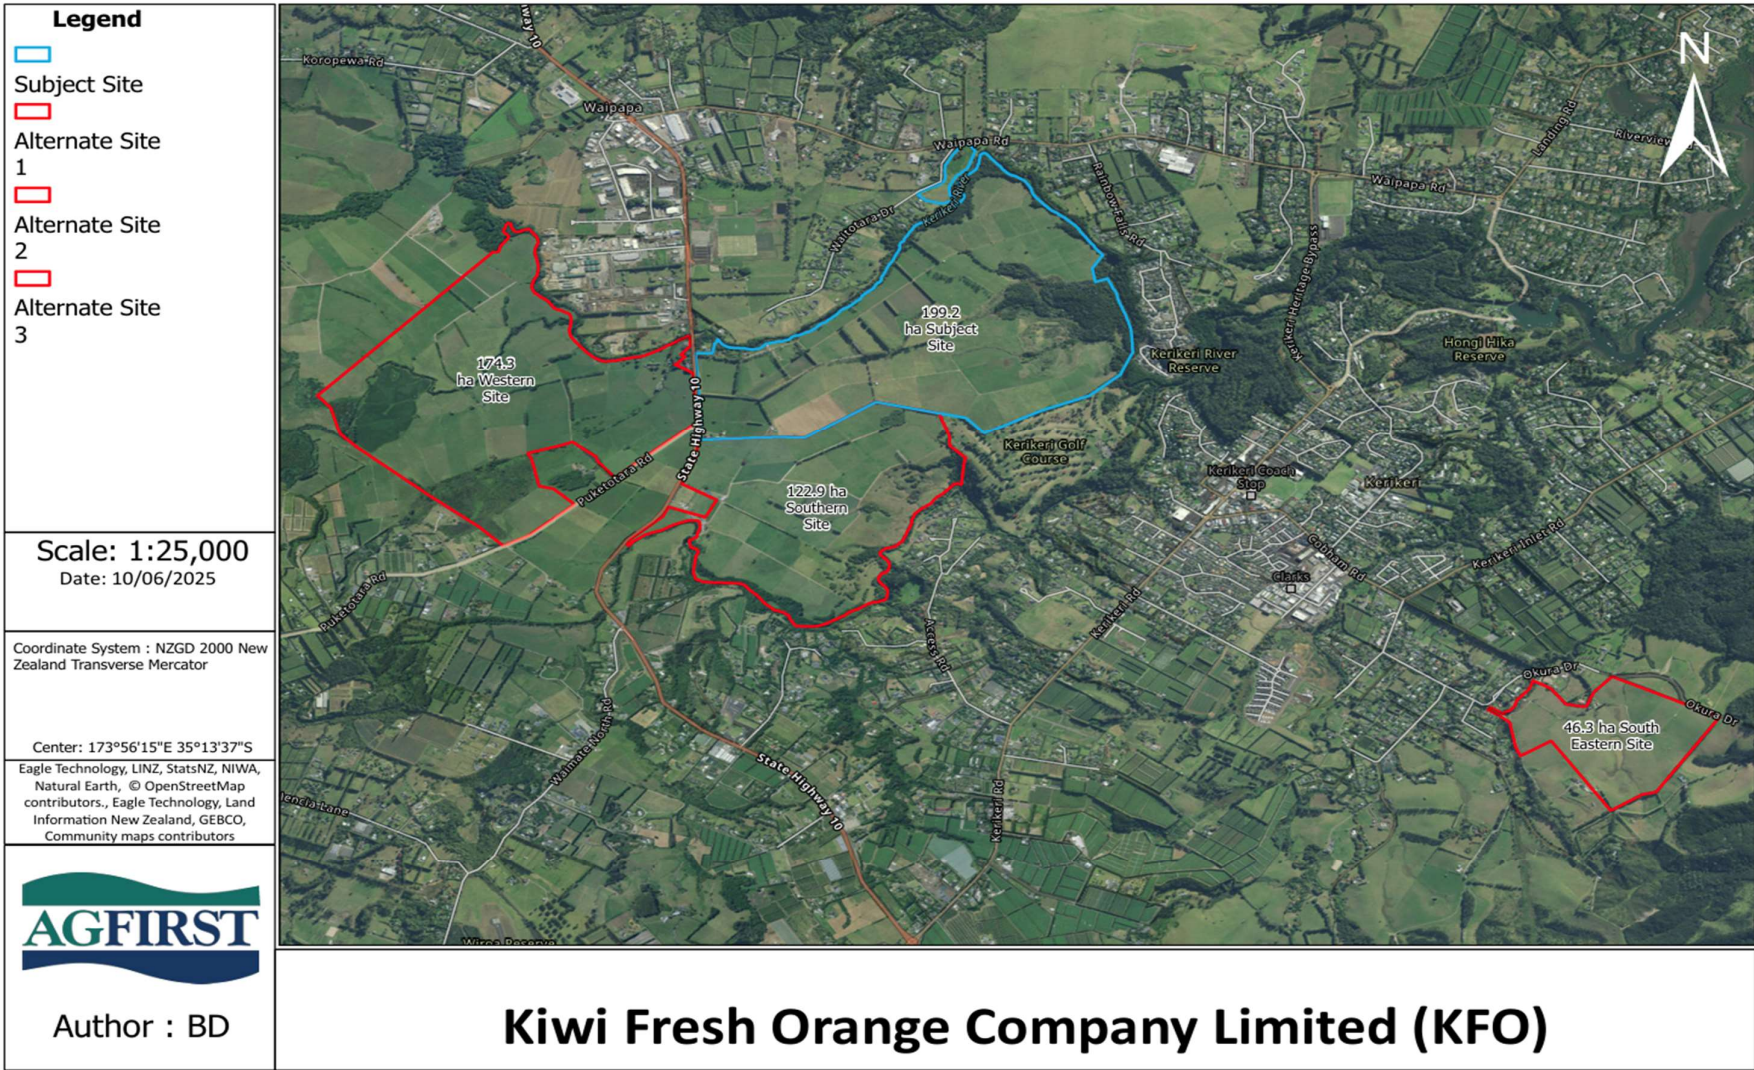 Legend
Subject Site
Alternate Site
1
Alternate Site
2
Alternate Site
3
Scale: 1:25,000
Date: 10/06/2025
Coordinate System : NZGD 2000 New
Zealand Transverse Mercator
Center: 173°56'15"E 35°13'37"S
Eagle Technology, LINZ, StatsNZ, NIWA,
Natural Earth, © OpenStreetMap
contributors., Eagle Technology, Land
Information New Zealand, GEBCO,
Community maps contributors
AGFIRST
Author : BD
way 10
Koropewa Rd
Waipapa
Waipapa Rd
N
Landing Rd
Riverview
Rainbow Falls Rd
Waipapa Rd
Kerikeri River
Waitotara Dr
Kerikeri Heritage Bypass
199.2
ha Subject
Site
174.3
ha Western
Site
Kerikeri River
Reserve
Hongi Hika
Reserve
State Highway 10
Kerikeri Golf
Course
Puketotara Rd
122.9 ha
Southern
Site
Kerikeri Coach
Stop
Kerikeri
Kerikeri Inlet Rd
Cobham Rd
Clarks
Puketotara Rd
Kerikeri Rd
Access Rd
Okura Dr
Okura Dr
46.3 ha South
Eastern Site
Waimate North Rd
State Highway 10
Kerikeri Rd
lencia Lane
Wiroa Reserve
Kiwi Fresh Orange Company Limited (KFO)